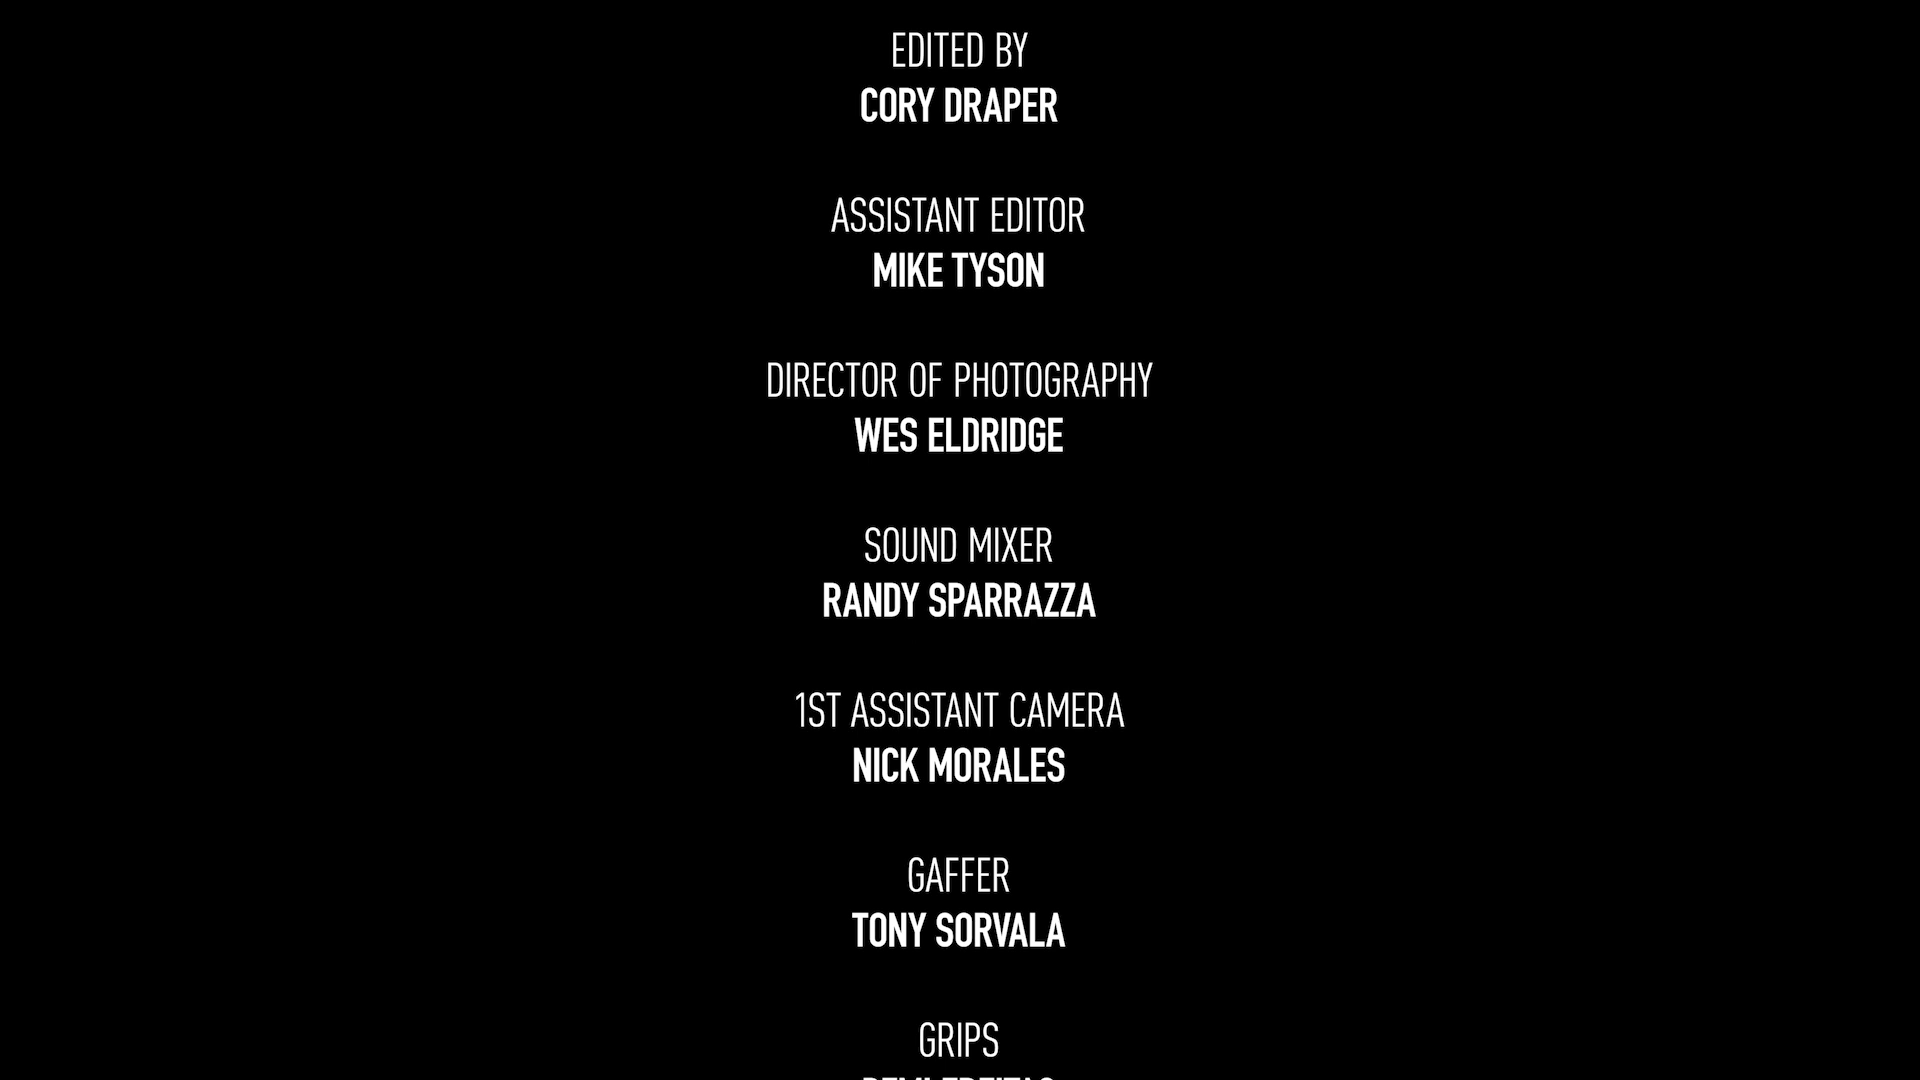 EDITED BY
CORY DRAPER
ASSISTANT EDITOR
MIKE TYSON
DIRECTOR OF PHOTOGRAPHY
WES ELDRIDGE
SOUND MIXER
RANDY SPARRAZZA
1ST ASSISTANT CAMERA
NICK MORALES
GAFFER
TONY SORVALA
GRIPS